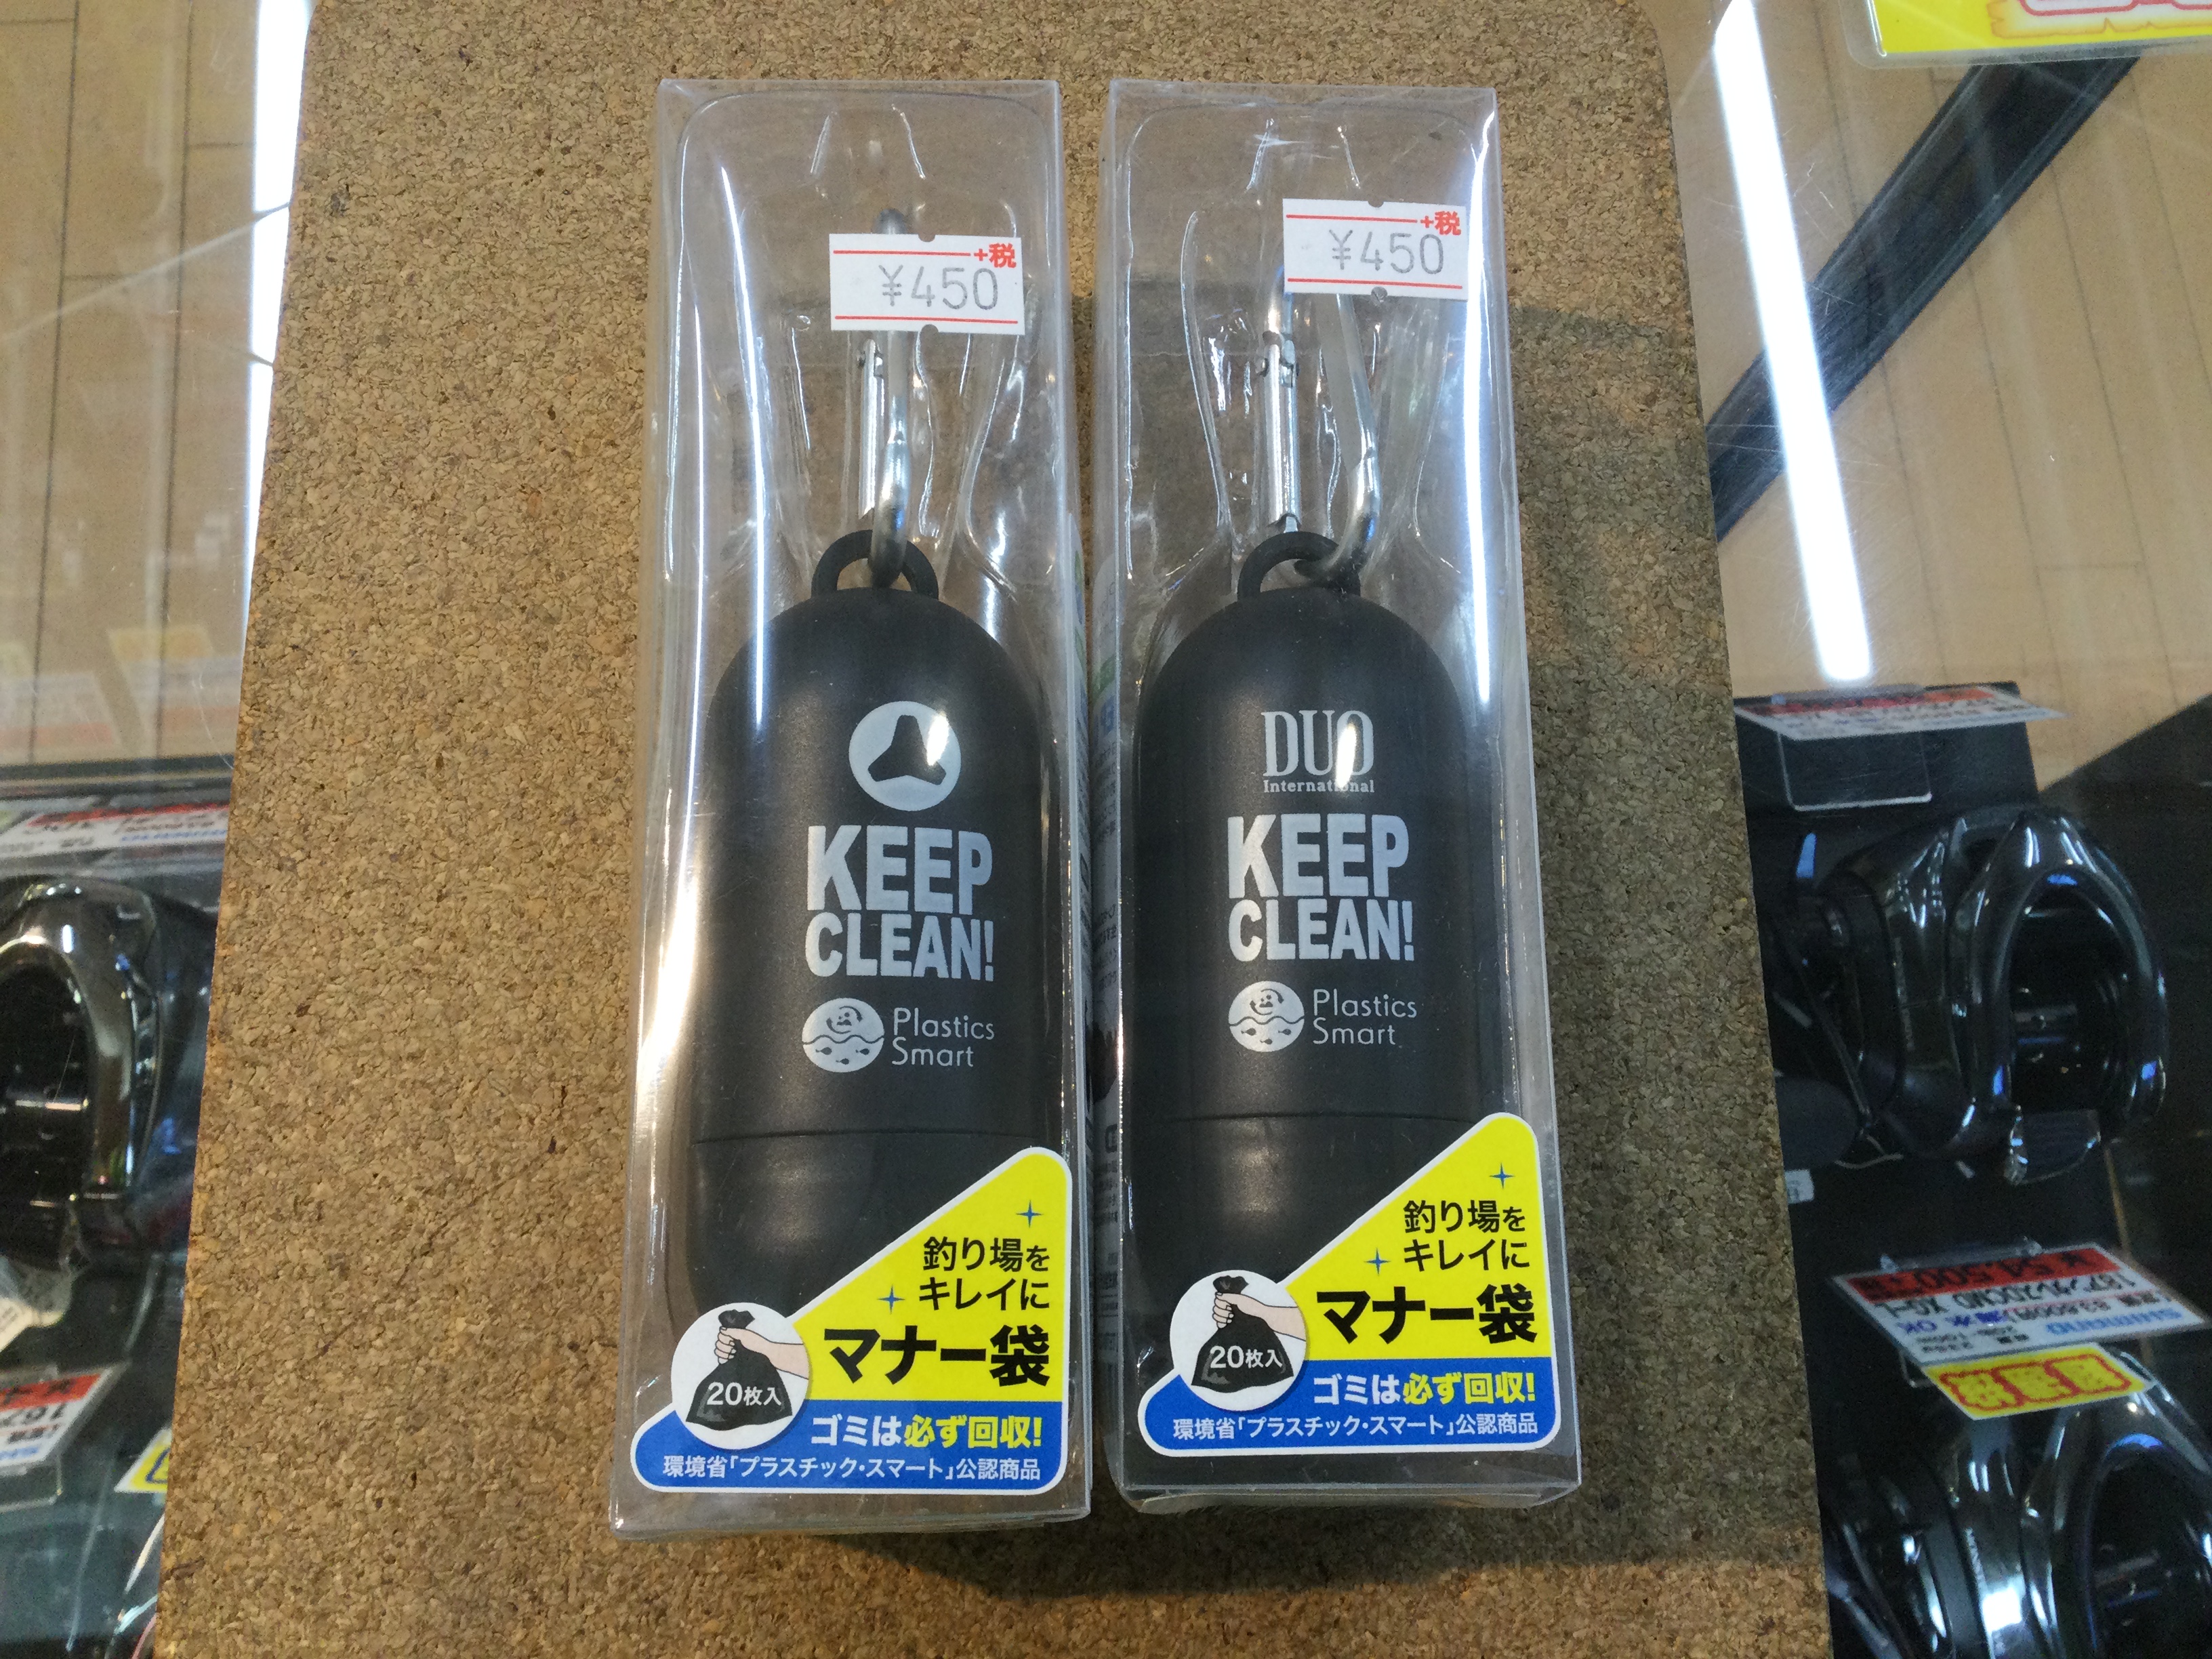 +税
¥450
KEEP
CLEAN!
Plastics
Smart
釣り場を
キレイに
マナー袋
20枚入
ゴミは必ず回収!
環境省「プラスチック・スマート」公認商品
+税
¥450
DUO
International
KEEP
CLEAN!
Plastics
Smart
釣り場を
キレイに
マナー袋
20枚入
ゴミは必ず回収!
環境省「プラスチック・スマート」公認商品